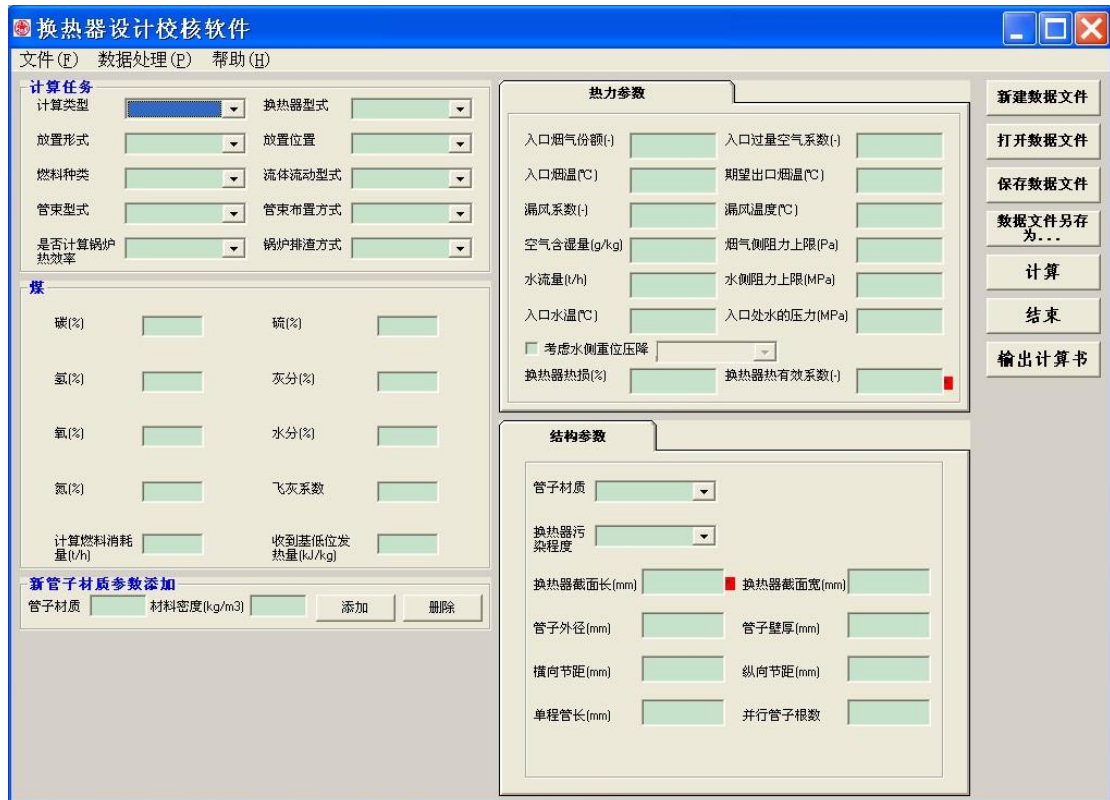 换热器设计校核软件
文件(F) 数据处理(P) 帮助(H)
计算任务
计算类型 换热器型式
放置形式 放置位置
燃料种类 流体流动型式
管束型式 管束布置方式
是否计算锅炉
热效率
锅炉排渣方式
煤
碳(%) 硫(%)
氢(%) 灰分(%)
氧(%) 水分(%)
氮(%) 飞灰系数
计算燃料消耗
量(t/h)
收到基低位发
热量(kJ/kg)
新管子材质参数添加
管子材质 材料密度(kg/m3) 添加 删除
热力参数
入口烟气份额(-) 入口过量空气系数(-)
入口烟温(℃) 期望出口烟温(℃)
漏风系数(-) 漏风温度(℃)
空气含湿量(g/kg) 烟气侧阻力上限(Pa)
水流量(t/h) 水侧阻力上限(MPa)
入口水温(℃) 入口处水的压力(MPa)
考虑水侧重位压降
换热器热损(%) 换热器热有效系数(-)
结构参数
管子材质
换热器污
染程度
换热器截面长(mm) 换热器截面宽(mm)
管子外径(mm) 管子壁厚(mm)
横向节距(mm) 纵向节距(mm)
单程管长(mm) 并行管子根数
新建数据文件
打开数据文件
保存数据文件
数据文件另存
为...
计算
结束
输出计算书